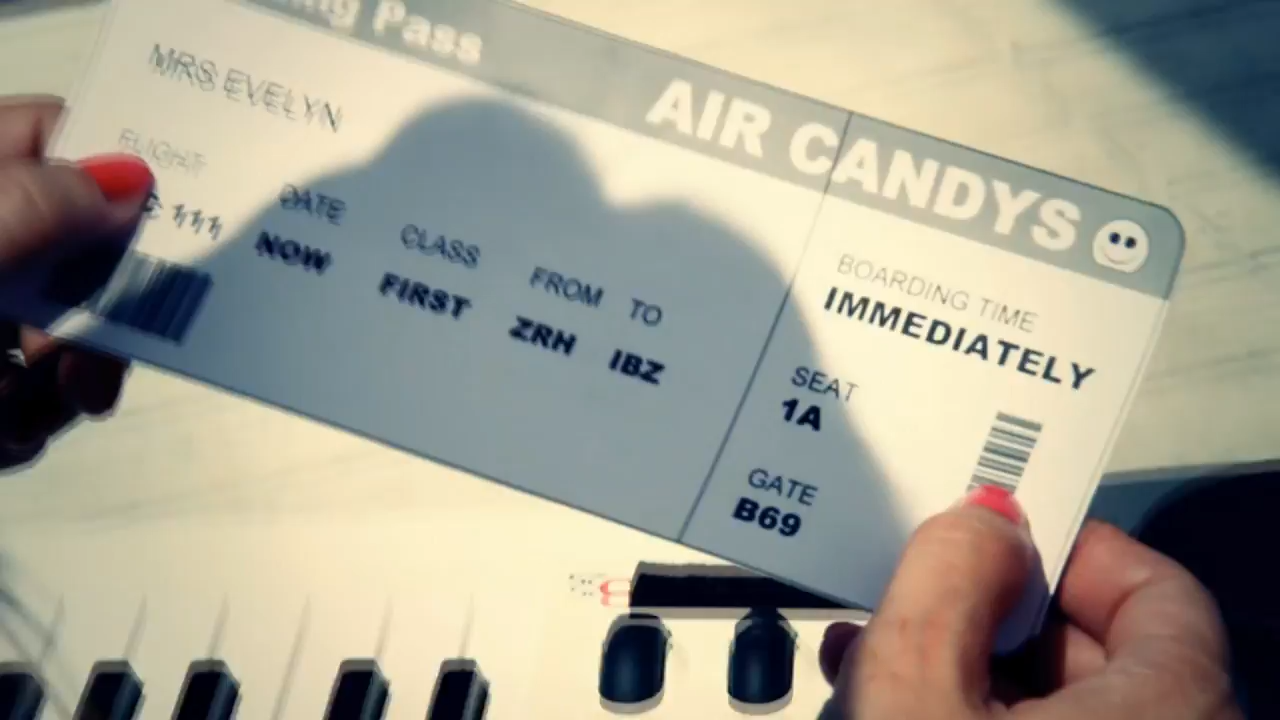 Pass
AIR CANDYS
MRS EVELYN
FLIGHT
DATE CLASS FROM TO
NOW FIRST ZRH IBZ
BOARDING TIME
IMMEDIATELY
SEAT
1A
GATE
B69